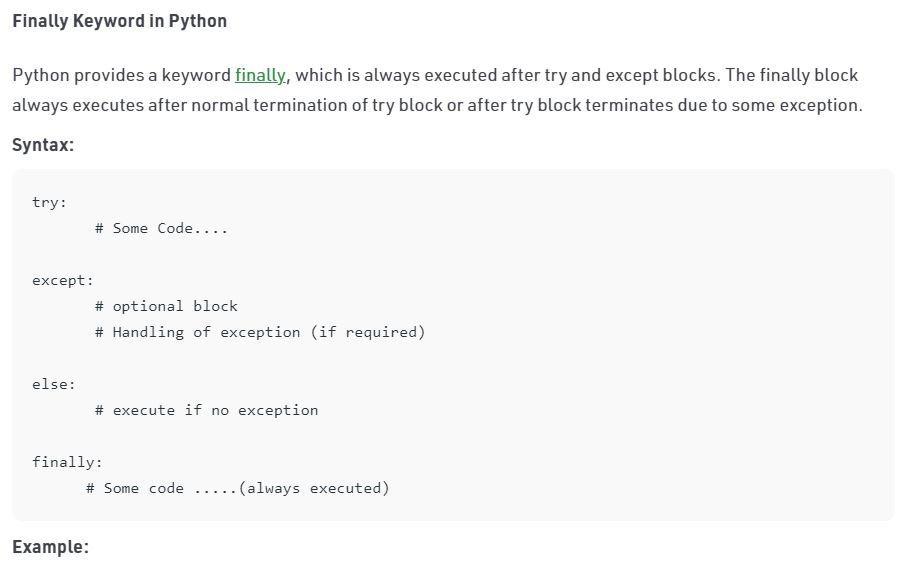 Finally Keyword in Python
Python provides a keyword finally, which is always executed after try and except blocks. The finally block
always executes after normal termination of try block or after try block terminates due to some exception.
Syntax:
try:
       # Some Code....
except:
       # optional block
       # Handling of exception (if required)
else:
       # execute if no exception
finally:
      # Some code .....(always executed)
Example: